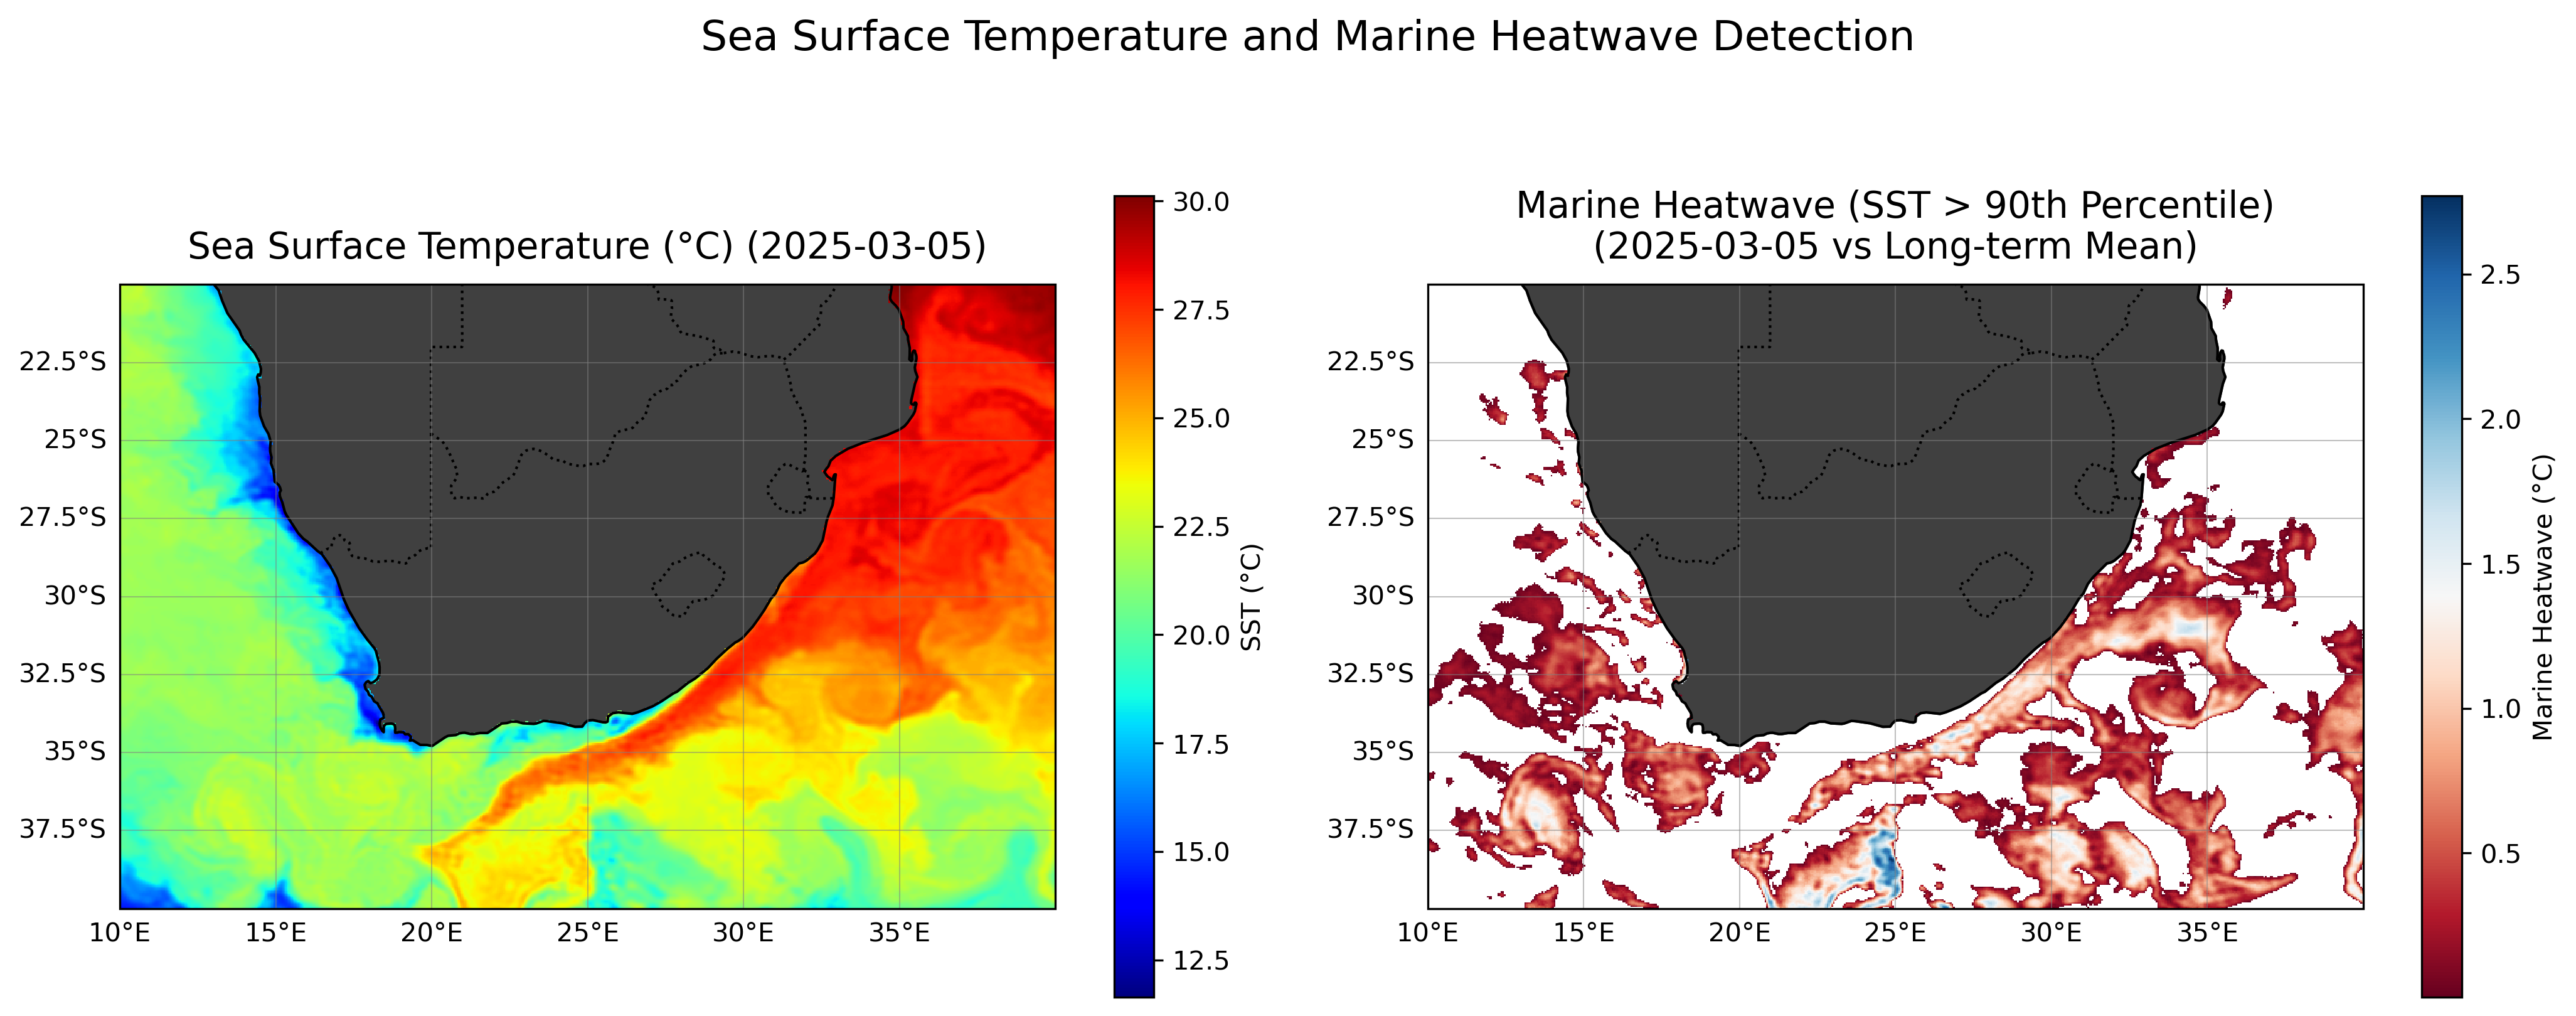 Sea Surface Temperature and Marine Heatwave Detection
Sea Surface Temperature (°C) (2025-03-05)
22.5°S
25°S
27.5°S
30°S
32.5°S
35°S
37.5°S
10°E
15°E
20°E
25°E
30°E
35°E
30.0
27.5
25.0
22.5
20.0
17.5
15.0
12.5
SST (°C)
Marine Heatwave (SST > 90th Percentile)
(2025-03-05 vs Long-term Mean)
22.5°S
25°S
27.5°S
30°S
32.5°S
35°S
37.5°S
10°E
15°E
20°E
25°E
30°E
35°E
2.5
2.0
1.5
1.0
0.5
Marine Heatwave (°C)